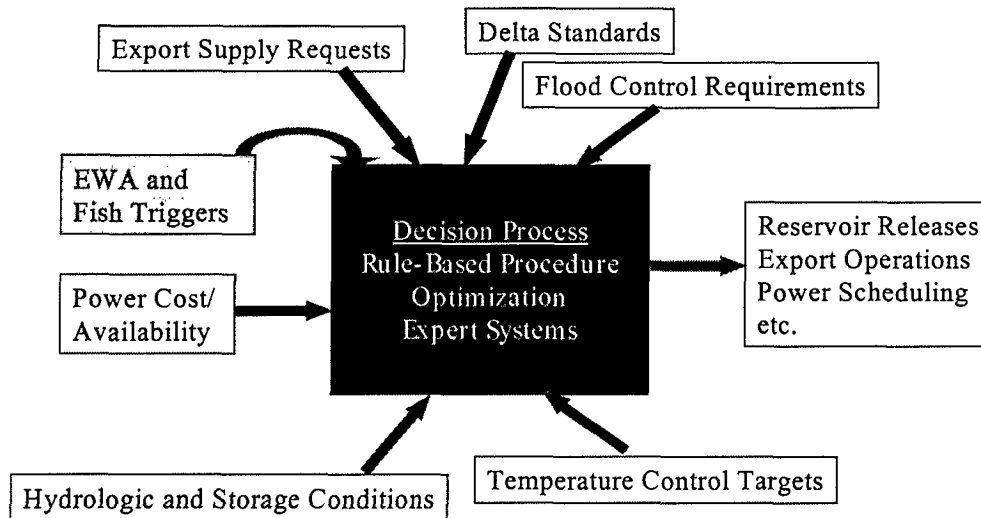 Delta Standards
Export Supply Requests
Flood Control Requirements
EWA and
Fish Triggers
Decision Process
Rule-Based Procedure
Optimization
Expert Systems
Reservoir Releases
Export Operations
Power Scheduling
etc.
Power Cost/
Availability
Temperature Control Targets
Hydrologic and Storage Conditions